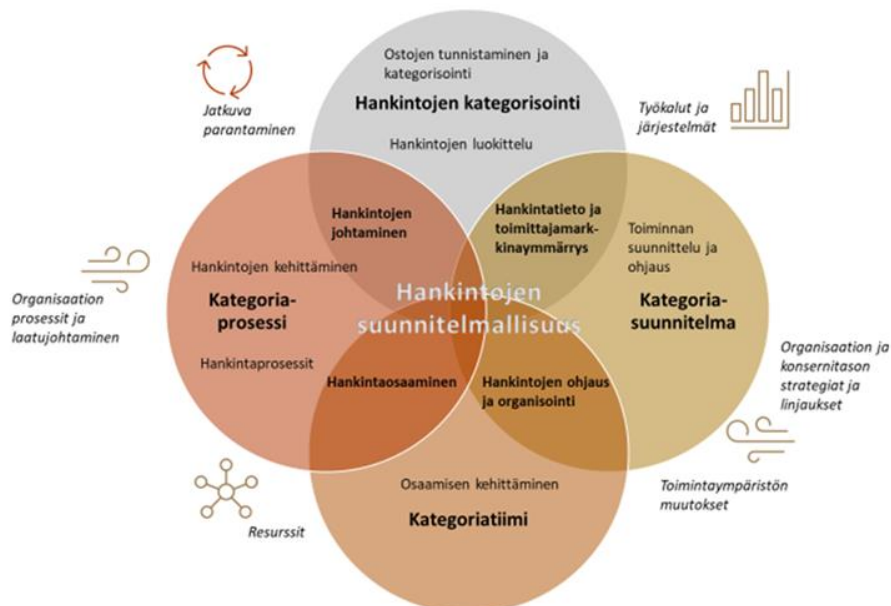 Ostojen tunnistaminen ja
kategorisointi
Hankintojen kategorisointi
Hankintojen luokittelu
Jatkuva
parantaminen
Työkalut ja
järjestelmät
Hankintojen
johtaminen
Hankintatieto ja
toimittajamark-
kinaymmärrys
Toiminnan
suunnittelu ja
ohjaus
Hankintojen kehittäminen
Kategoria-
prosessi
Hankintaprosessit
Hankintojen
suunnitelmallisuus
Kategoria-
suunnitelma
Organisaation
prosessit ja
laatujohtaminen
Organisaation ja
konsernitason
strategiat ja
linjaukset
Hankintaosaaminen
Hankintojen ohjaus
ja organisointi
Osaamisen kehittäminen
Kategoriatiimi
Resurssit
Toimintaympäristön
muutokset